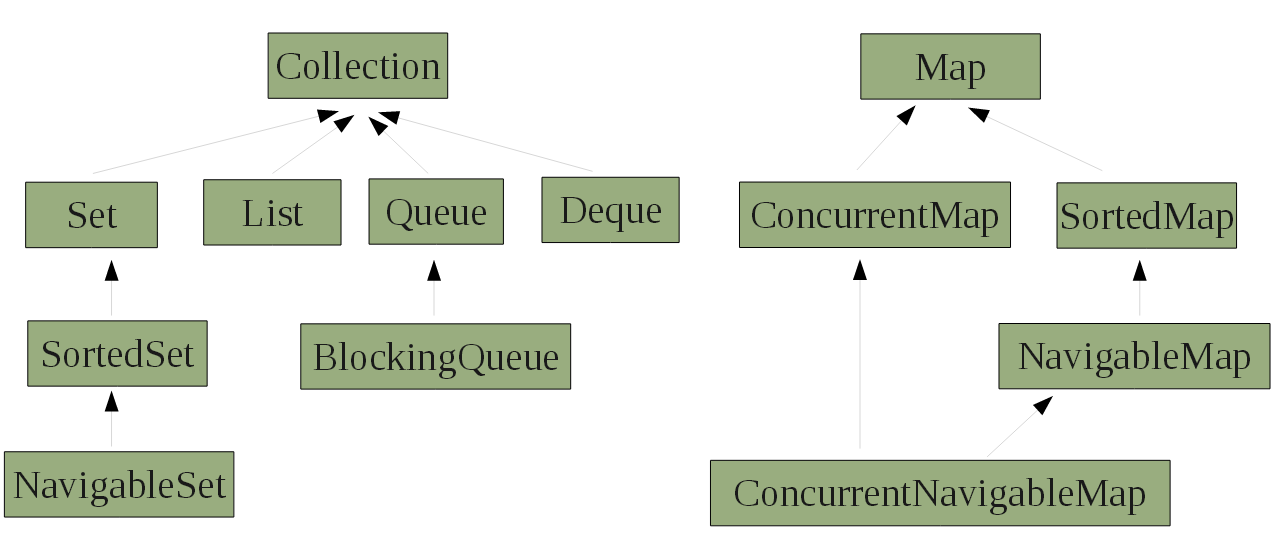 Collection
Map
Set
List
Queue
Deque
ConcurrentMap
SortedMap
SortedSet
BlockingQueue
NavigableMap
NavigableSet
ConcurrentNavigableMap